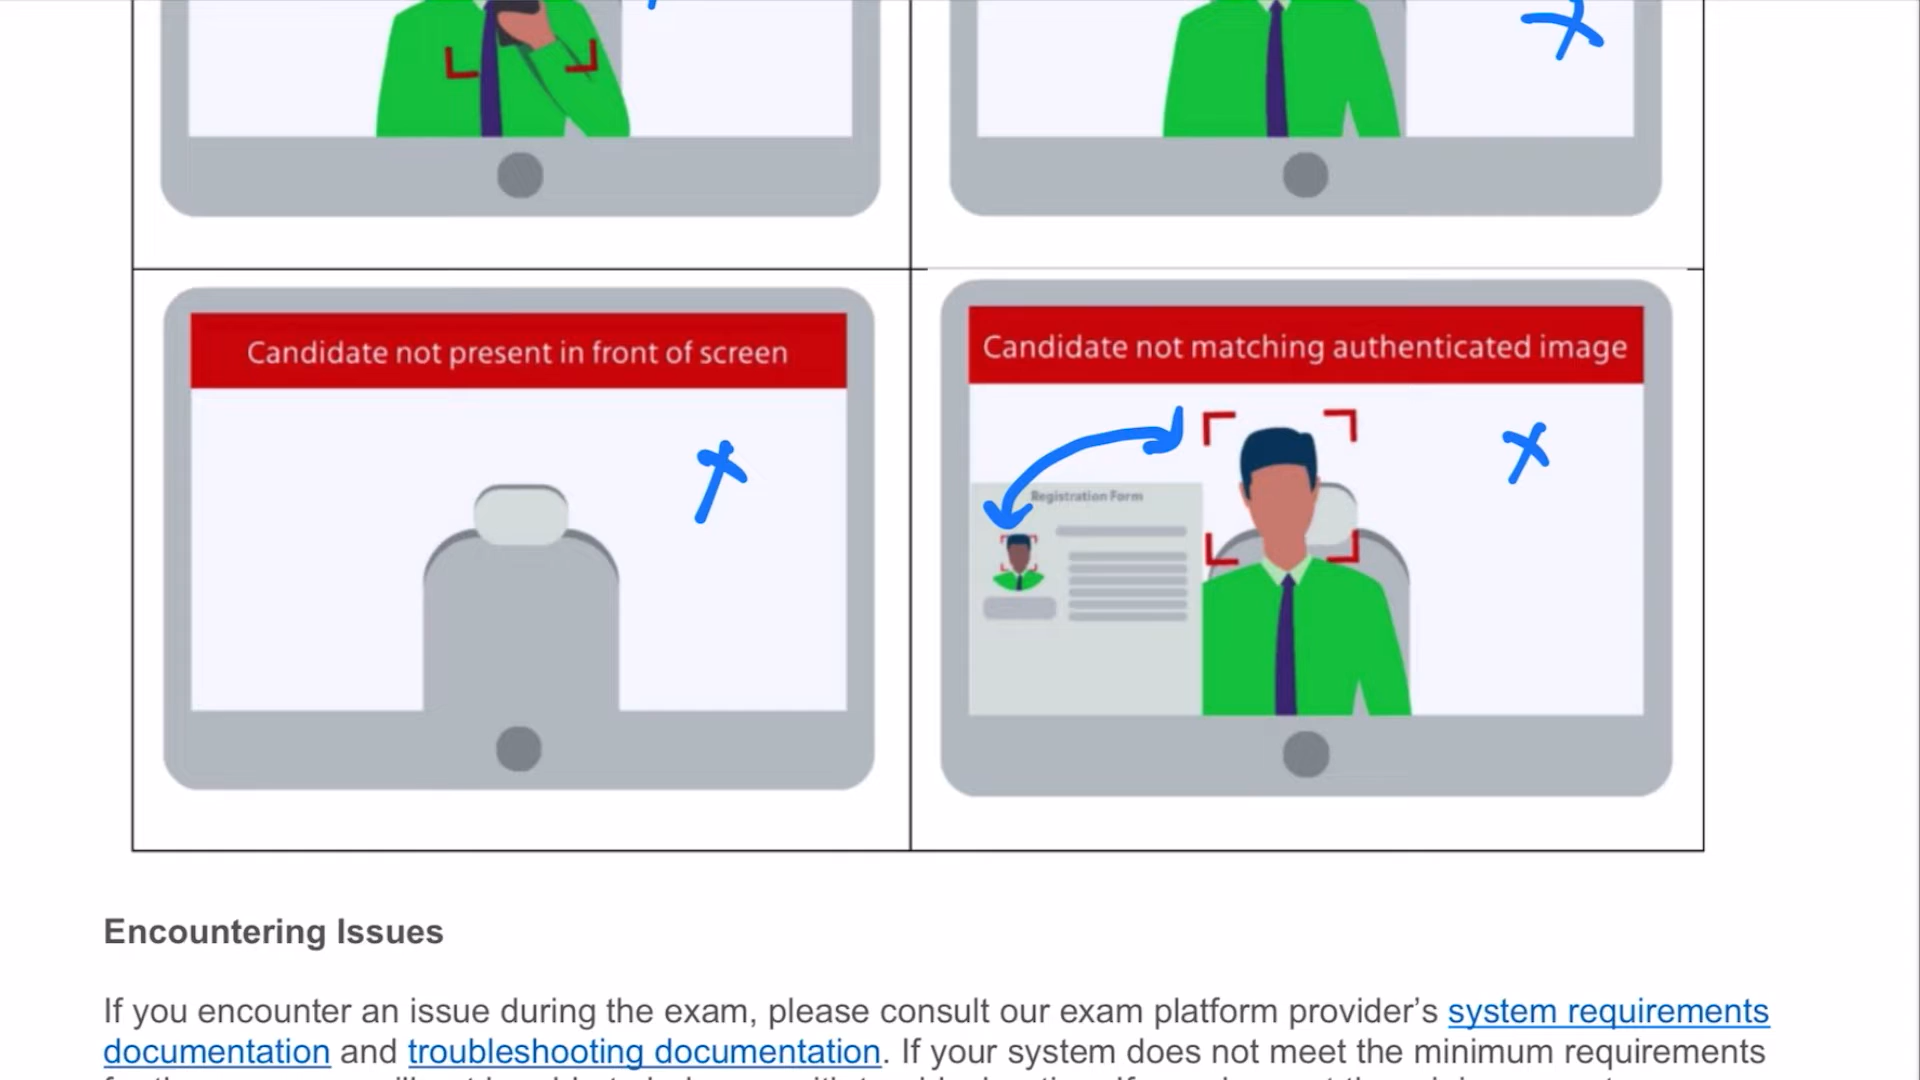 Candidate not present in front of screen
Candidate not matching authenticated image
Registration Form
Encountering Issues
If you encounter an issue during the exam, please consult our exam platform provider’s system requirements
documentation and troubleshooting documentation. If your system does not meet the minimum requirements